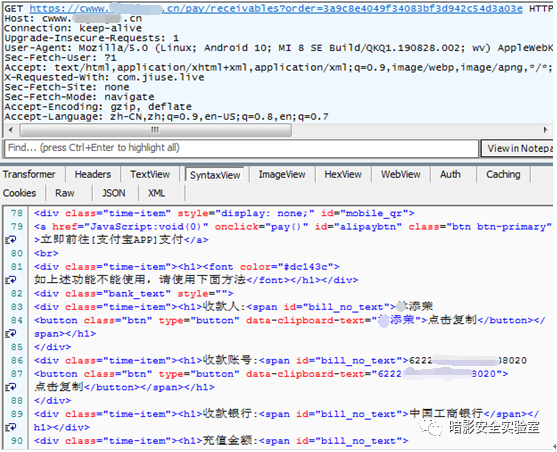 GET https://cwww. .cn/pay/receivables?order=3a9c8e4049f34083bf3d942c54d3a03e HTTP
Host: cwww. .cn
Connection: keep-alive
Upgrade-Insecure-Requests: 1
User-Agent: Mozilla/5.0 (Linux; Android 10; MI 8 SE Build/QKQ1.190828.002; wv) AppleWebK
Sec-Fetch-User: ?1
Accept: text/html,application/xhtml+xml,application/xml;q=0.9,image/webp,image/apng,*/*;
X-Requested-With: com.jiuse.live
Sec-Fetch-Site: none
Sec-Fetch-Mode: navigate
Accept-Encoding: gzip, deflate
Accept-Language: zh-CN,zh;q=0.9,en-US;q=0.8,en;q=0.7
Find... (press Ctrl+Enter to highlight all)
View in Notepa
Transformer Headers TextView SyntaxView ImageView HexView WebView Auth Caching
Cookies Raw JSON XML
78 <div class="time-item" style="display: none;" id="mobile_qr">
79 <a href="JavaScript:void(0)" onclick="pay()" id="alipaybtn" class="btn btn-primary"
>立即前往[支付宝APP]支付</a>
80 <br>
81 <div class="time-item"><h1><font color="#dc143c">
如上述功能不能使用，请使用下面方法</font></h1></div>
82 <div class="bank_text" style="">
83 <div class="time-item"><h1>收款人:<span id="bill_no_text"> 添荣
84 <button class="btn" type="button" data-clipboard-text=" 添荣">点击复制</button></
span></h1>
85 </div>
86 <div class="time-item"><h1>收款账号:<span id="bill_no_text">6222 38020
87 <button class="btn" type="button" data-clipboard-text="6222 8020">
点击复制</button></span></h1>
88 </div>
89 <div class="time-item"><h1>收款银行:<span id="bill_no_text">中国工商银行</span></
h1></div>
90 <div class="time-item"><h1>充值金额:<span id="bill_no_text">
暗影安全实验室